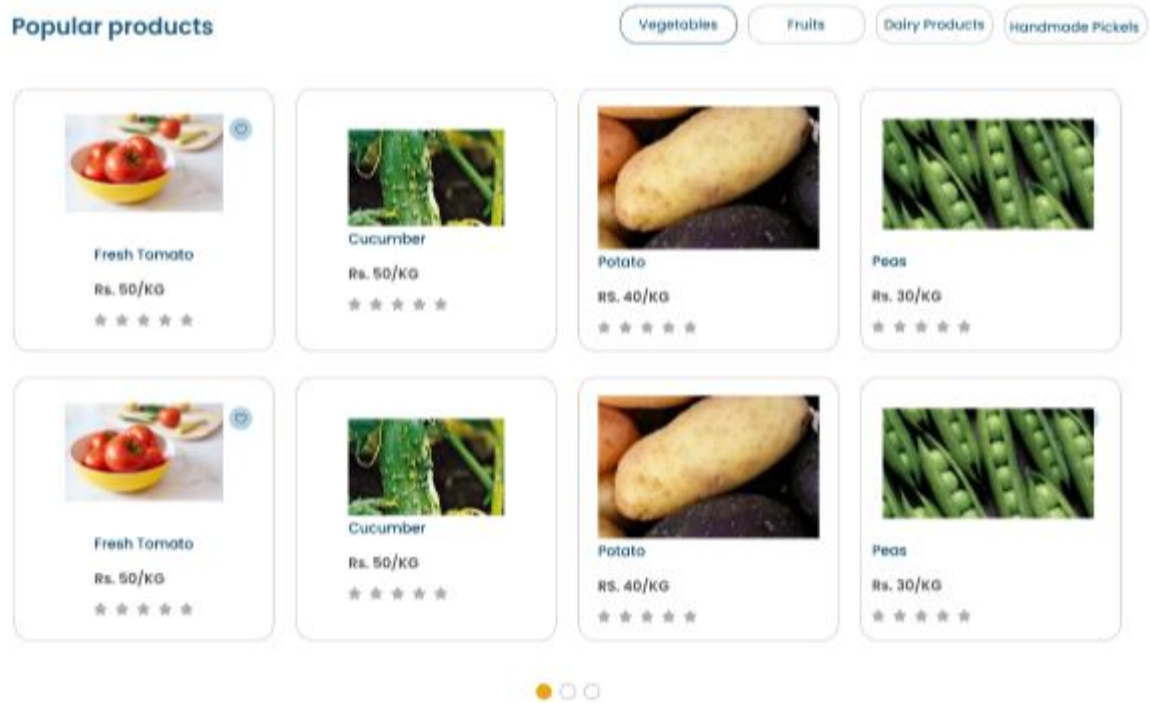 Popular products
Vegetables
Fruits
Dairy Products
Handmade Pickels
Fresh Tomato
Rs. 50/KG
Cucumber
Rs. 50/KG
Potato
RS. 40/KG
Peas
Rs. 30/KG
Fresh Tomato
Rs. 50/KG
Cucumber
Rs. 50/KG
Potato
RS. 40/KG
Peas
Rs. 30/KG